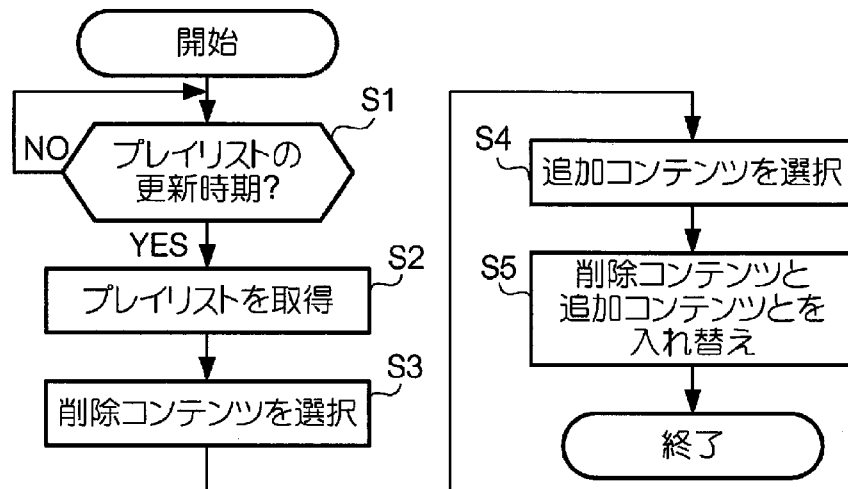 開始
S1
NO
プレイリストの
更新時期?
YES
S2
プレイリストを取得
S3
削除コンテンツを選択
S4
追加コンテンツを選択
S5
削除コンテンツと
追加コンテンツとを
入れ替え
終了